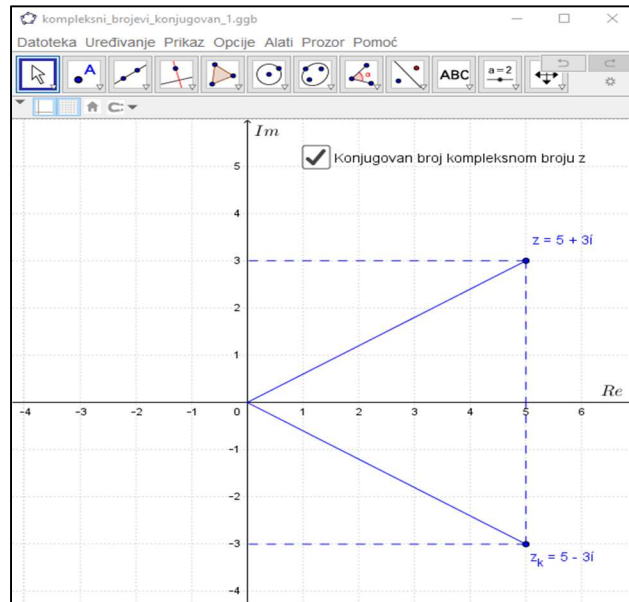 kompleksni_brojevi_konjugovan_1.ggb
Datoteka Uređivanje Prikaz Opcije Alati Prozor Pomoć
A
α
ABC
a=2
Im
Konjugovan broj kompleksnom broju z
5
z = 5 + 3í
4
3
2
1
Re
-4 -3 -2 -1 0 1 2 3 4 5 6
-1
-2
-3
zₖ = 5 - 3í
-4